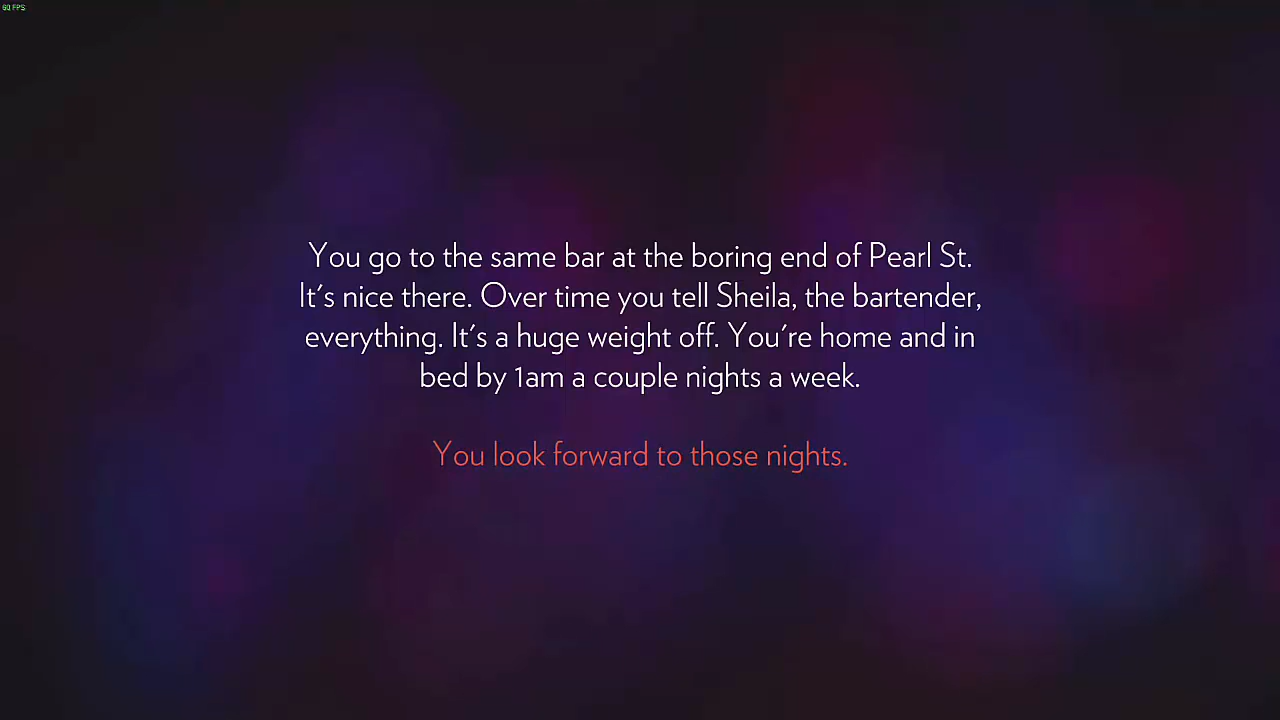 60 FPS
You go to the same bar at the boring end of Pearl St.
It's nice there. Over time you tell Sheila, the bartender,
everything. It's a huge weight off. You're home and in
bed by 1am a couple nights a week.
You look forward to those nights.